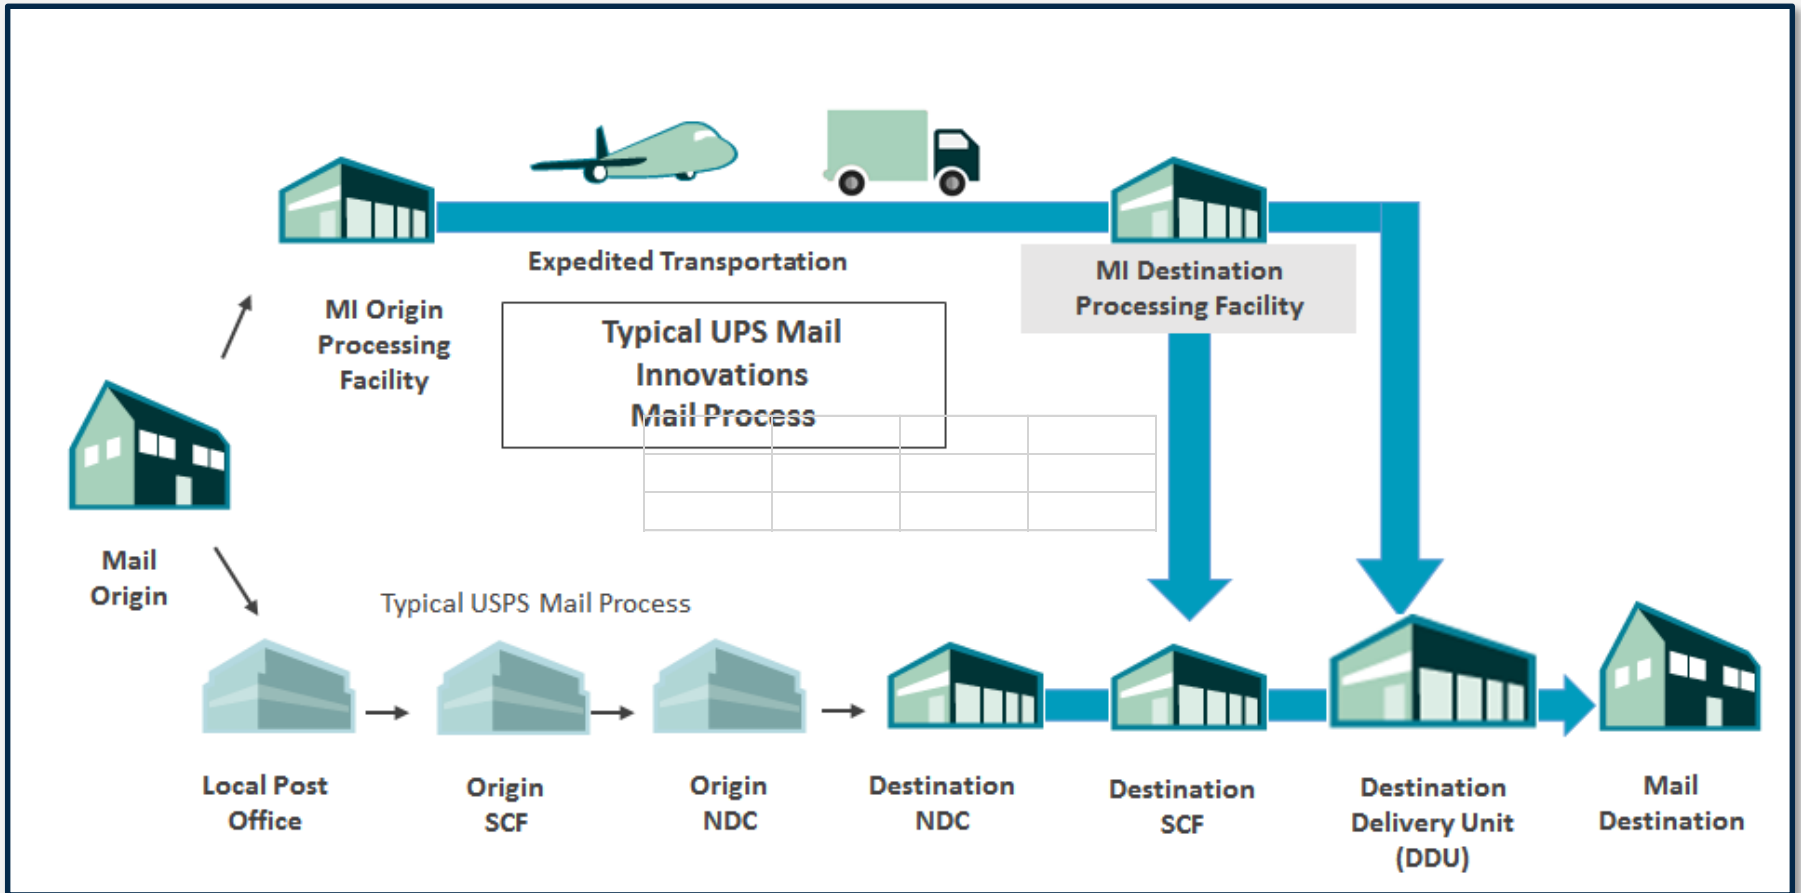 Expedited Transportation
MI Destination
Processing Facility
MI Origin
Processing
Facility
Typical UPS Mail
Innovations
Mail Process
Mail
Origin
Typical USPS Mail Process
Local Post
Office
Origin
SCF
Origin
NDC
Destination
NDC
Destination
SCF
Destination
Delivery Unit
(DDU)
Mail
Destination